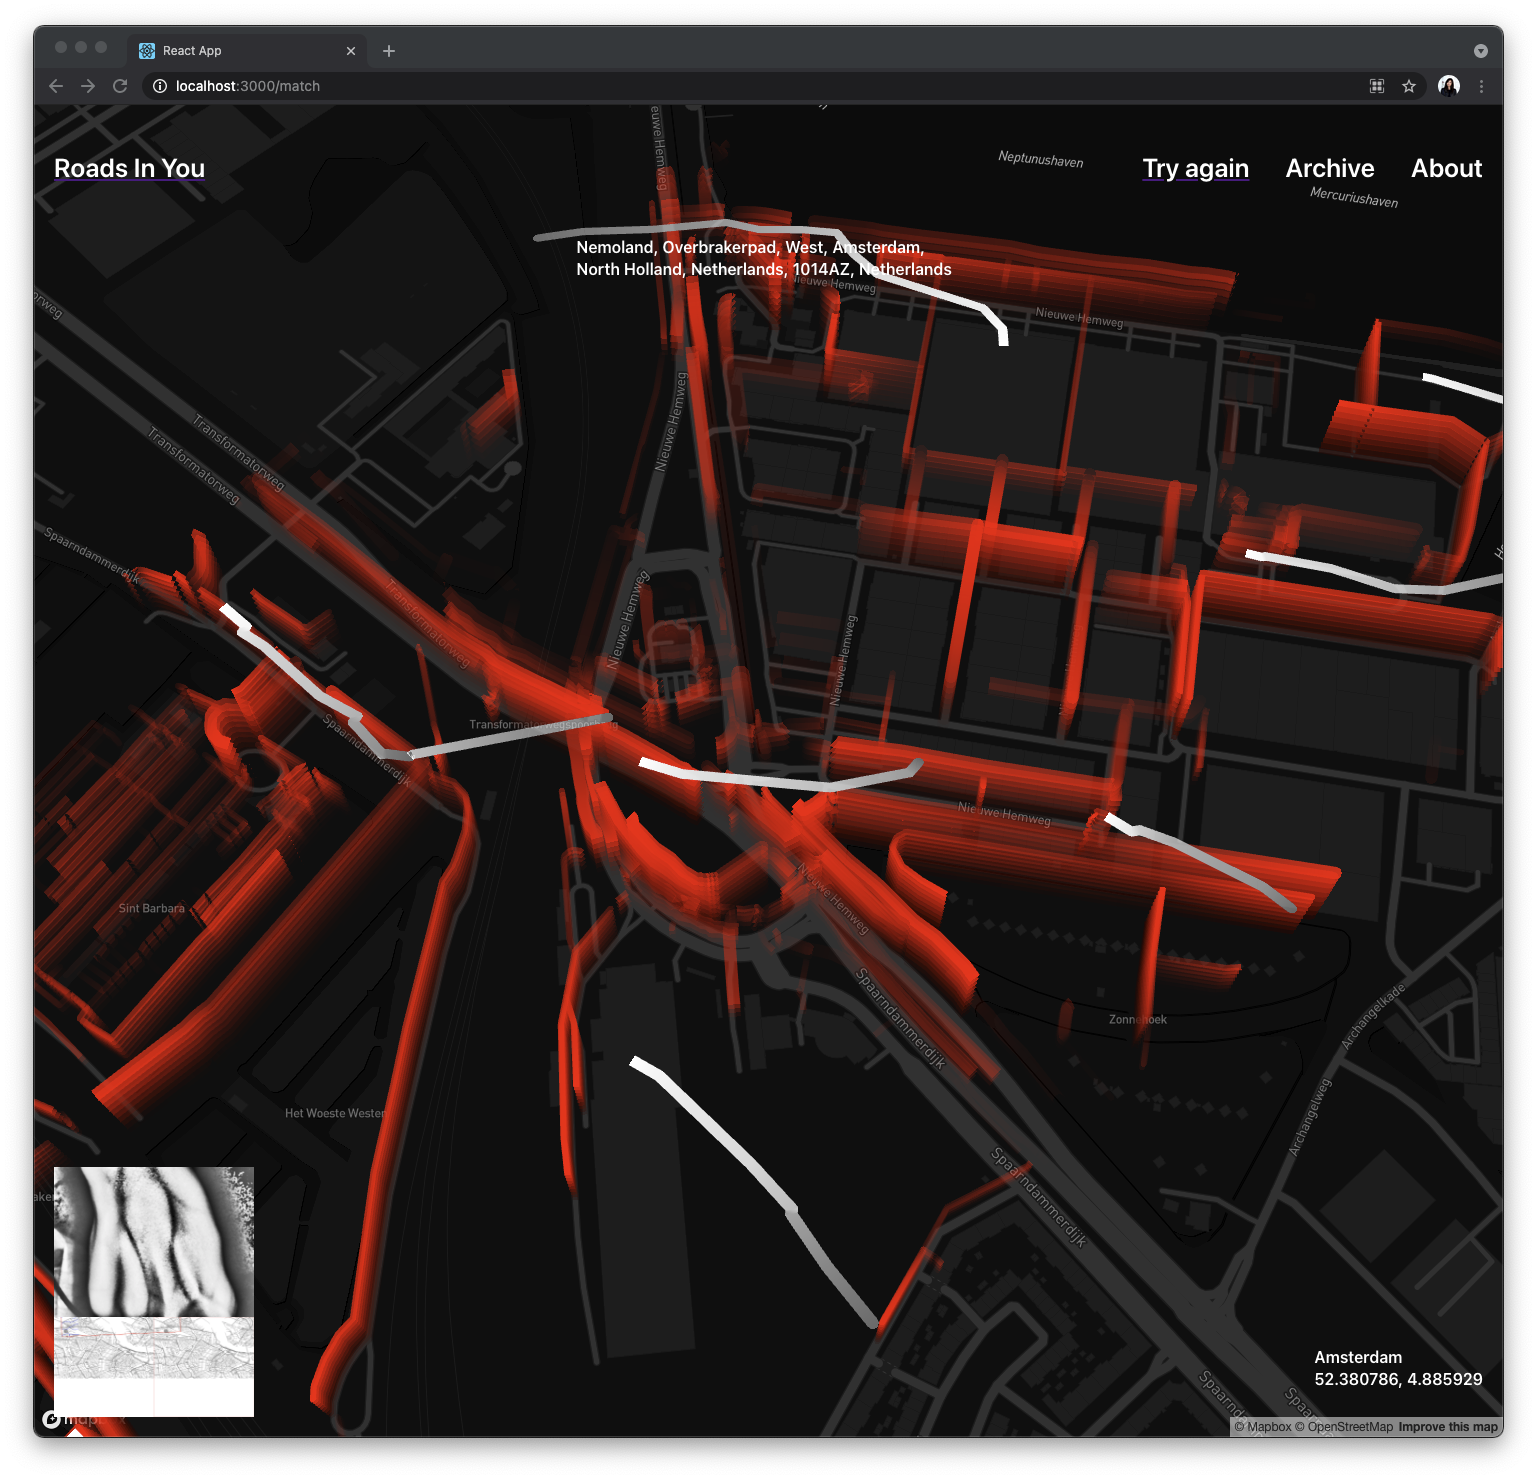 React App
localhost:3000/match
Roads In You
Try again
Archive
About
Neptunushaven
Mercuriushaven
Nieuwe Hemweg
Nemoland, Overbrakerpad, West, Amsterdam,
North Holland, Netherlands, 1014AZ, Netherlands
Nieuwe Hemweg
Nieuwe Hemweg
Nieuwe Hemweg
Transformatorweg
Transformatorweg
Spaarndammerdijk
Transformatorweg
Nieuwe Hemweg
Nieuwe Hemweg
Spaarndammerdijk
Nieuwe Hemweg
Nieuwe Hemweg
Sint Barbara
Spaarndammerdijk
Zonnehoek
Archangelkade
Het Woeste Westen
Archangelweg
Spaarndammerdijk
Amsterdam
52.380786, 4.885929
© Mapbox © OpenStreetMap Improve this map